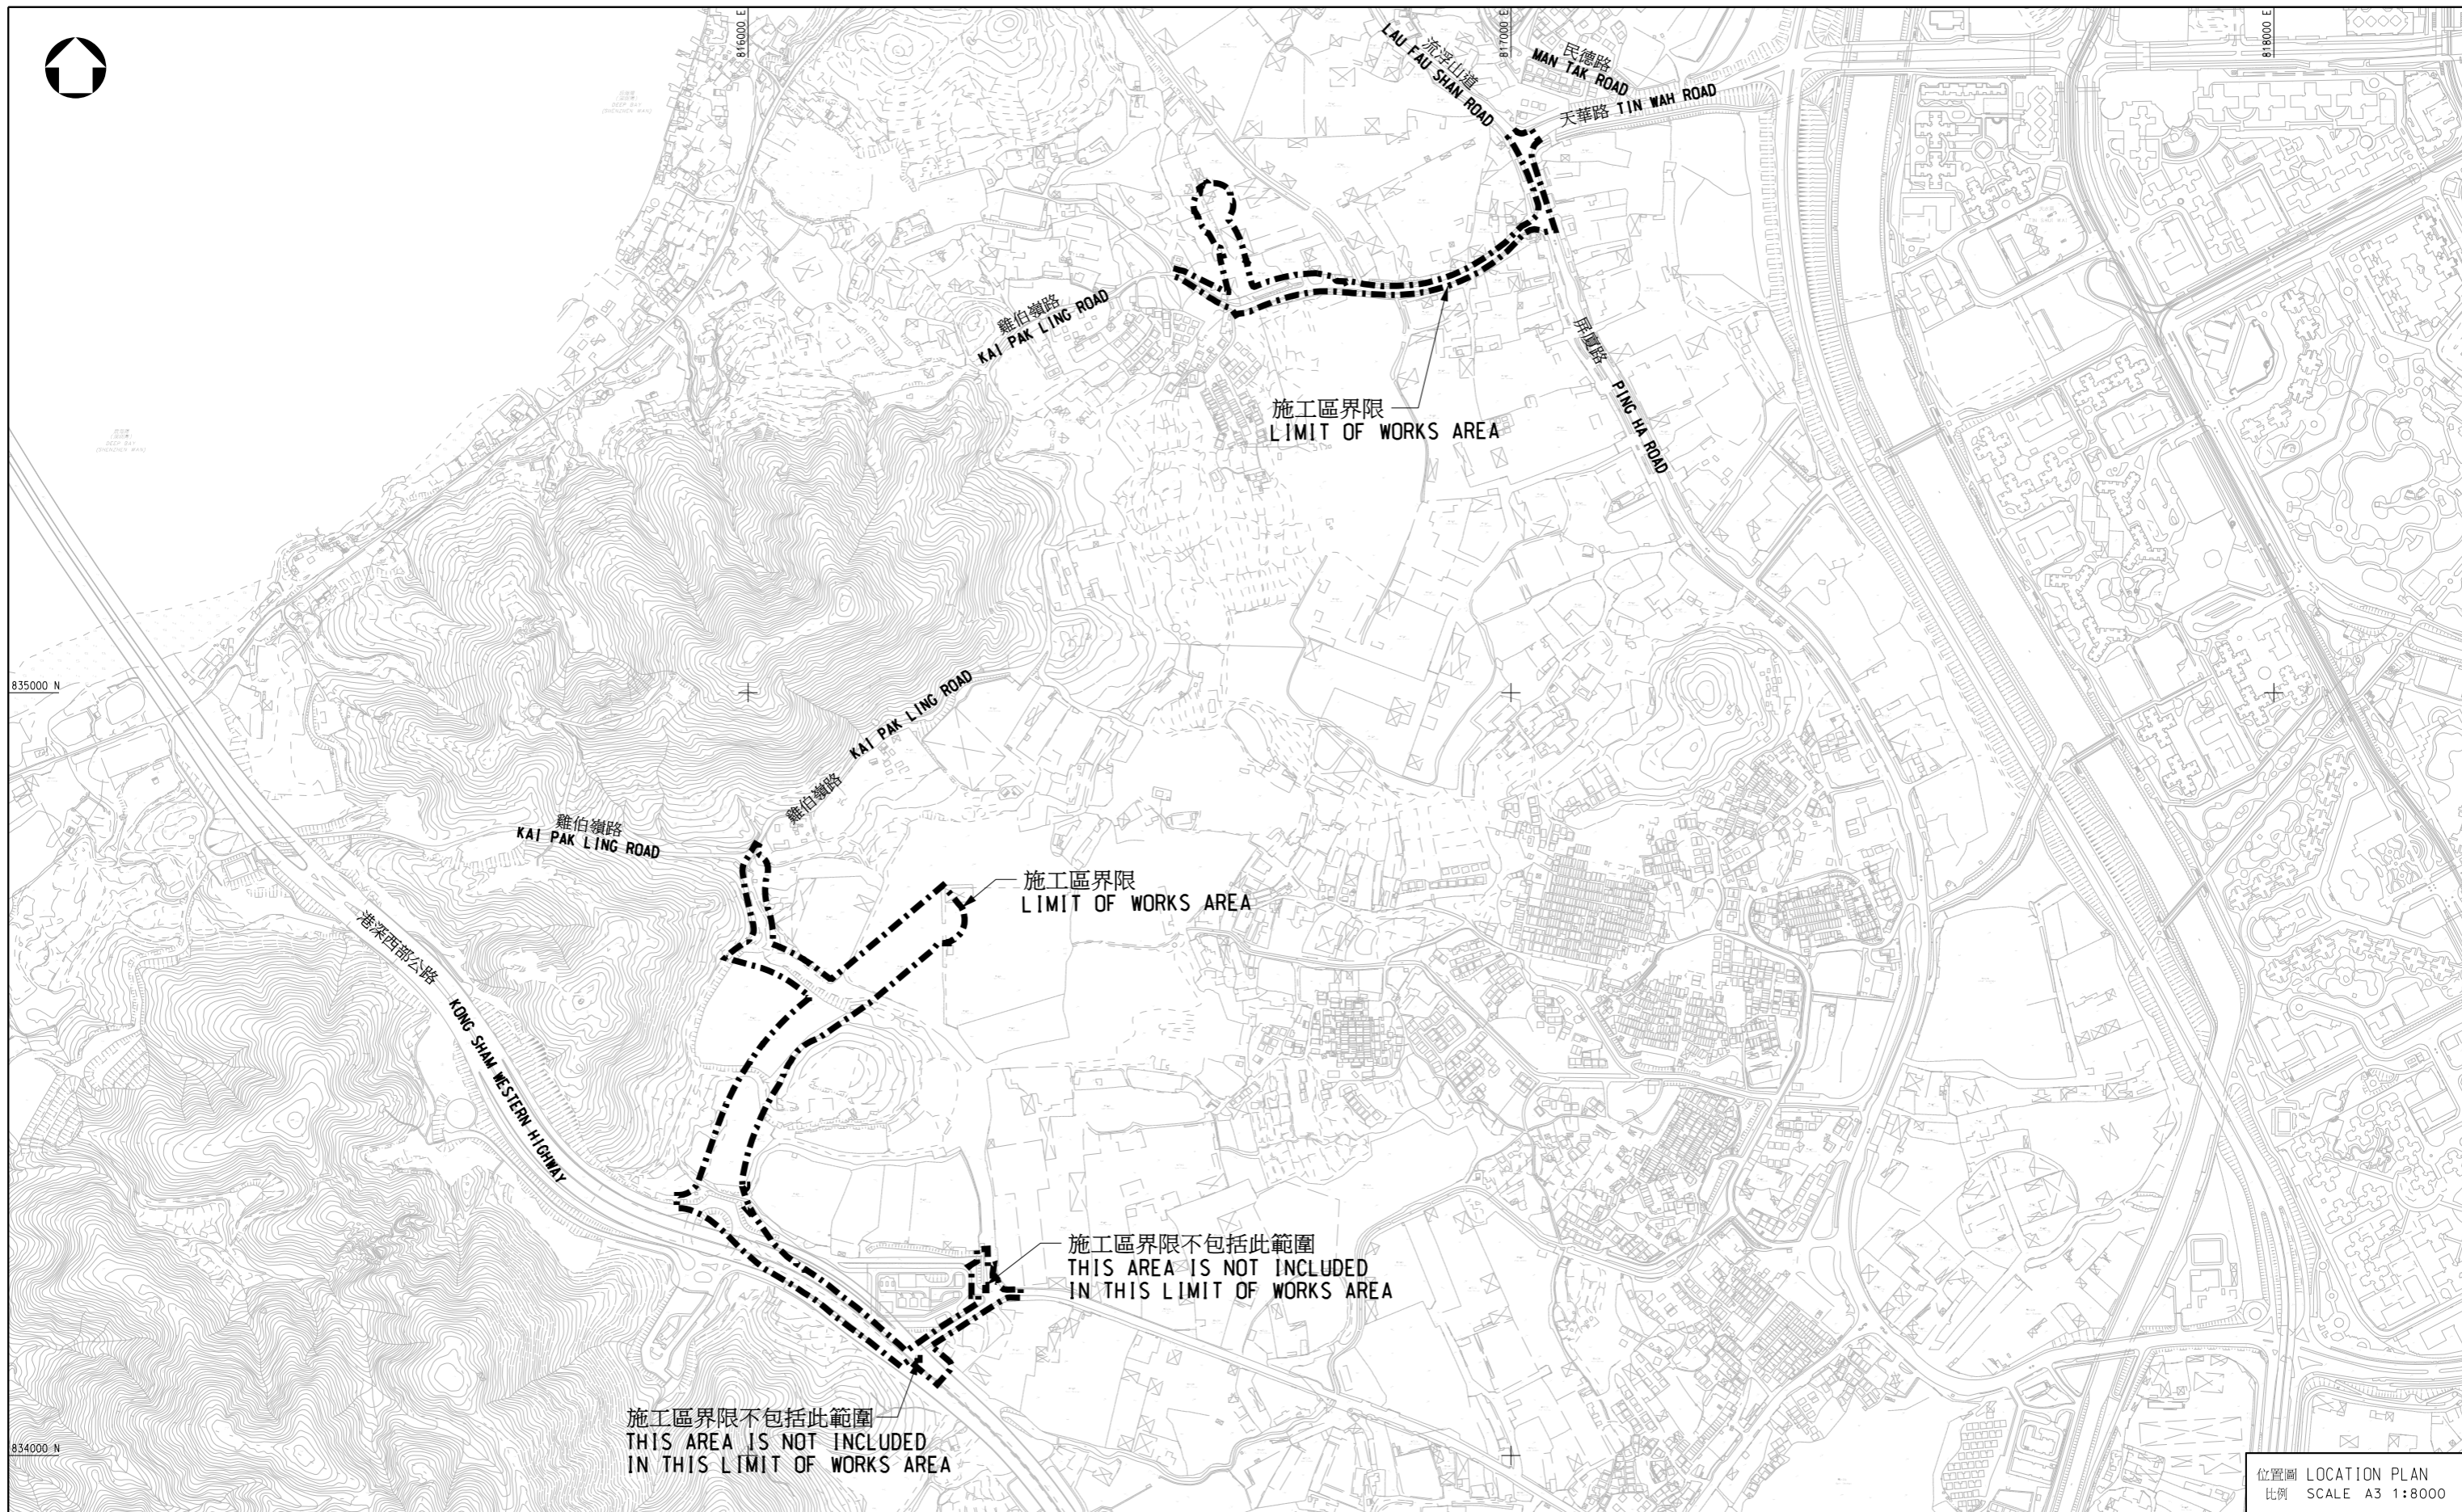 816000 E
817000 E
818000 E
流浮山道
LAU FAU SHAN ROAD
民德路
MAN TAK ROAD
天華路 TIN WAH ROAD
DEEP BAY
雞伯嶺路
KAI PAK LING ROAD
施工區界限
LIMIT OF WORKS AREA
屏廈路 PING HA ROAD
DEEP BAY
835000 N
雞伯嶺路 KAI PAK LING ROAD
雞伯嶺路
KAI PAK LING ROAD
施工區界限
LIMIT OF WORKS AREA
港深西部公路 KONG SHAM WESTERN HIGHWAY
施工區界限不包括此範圍
THIS AREA IS NOT INCLUDED
IN THIS LIMIT OF WORKS AREA
施工區界限不包括此範圍
THIS AREA IS NOT INCLUDED
IN THIS LIMIT OF WORKS AREA
834000 N
位置圖 LOCATION PLAN
比例 SCALE A3 1:8000